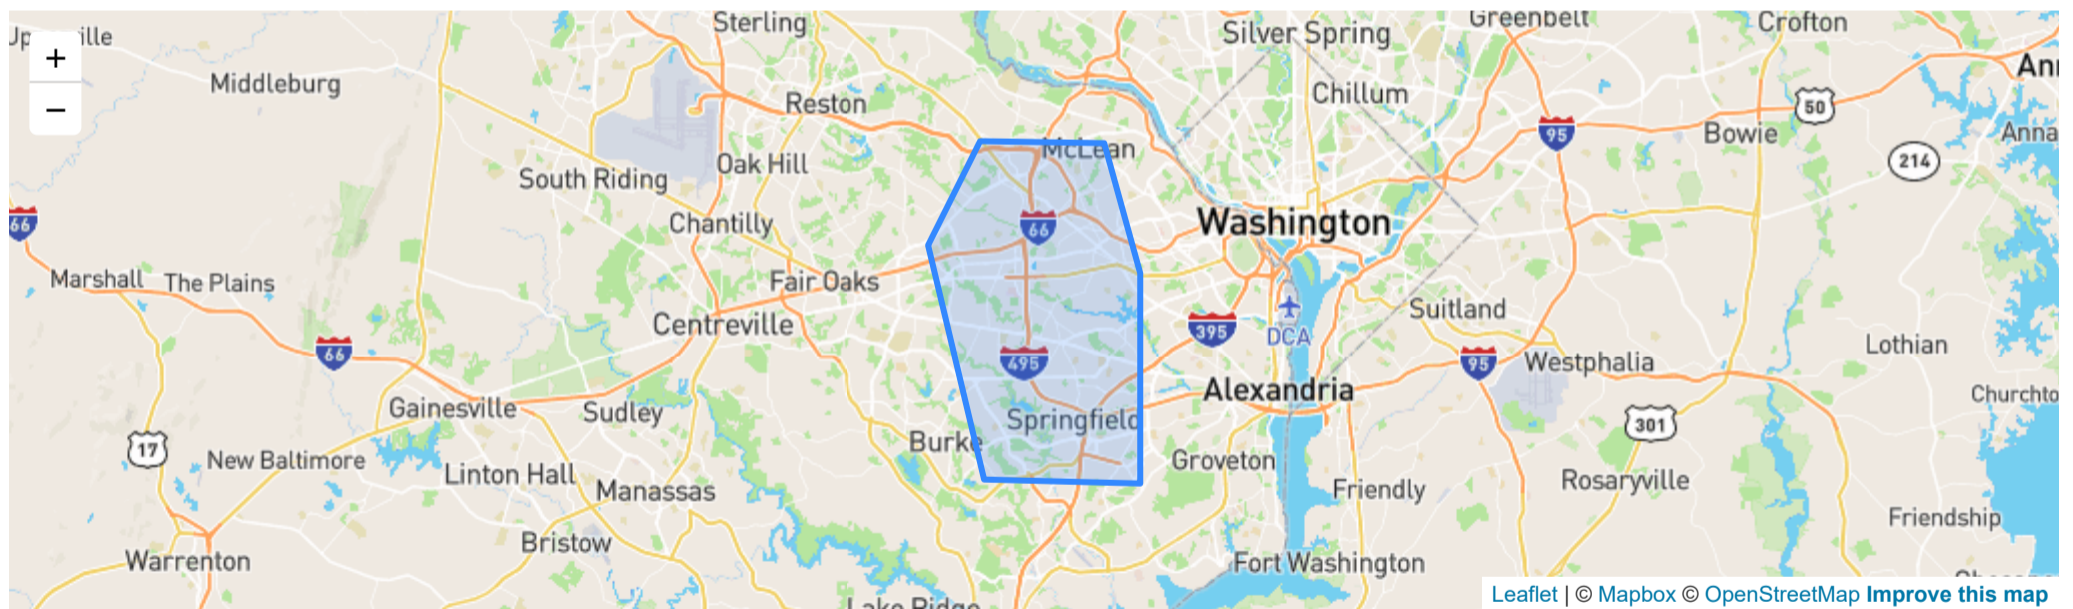 Sterling
Silver Spring
Greenbelt
Crofton
+
Middleburg
−
Reston
Chillum
50
95
Bowie
McLean
Oak Hill
214
South Riding
66
Chantilly
66
Washington
Marshall
The Plains
Fair Oaks
Suitland
Centreville
395
DCA
66
495
95
Westphalia
Lothian
Alexandria
Gainesville
Sudley
Springfield
301
17
Burke
New Baltimore
Linton Hall
Groveton
Manassas
Friendly
Rosaryville
Friendship
Bristow
Warrenton
Fort Washington
Lake Ridge
Leaflet | © Mapbox © OpenStreetMap Improve this map